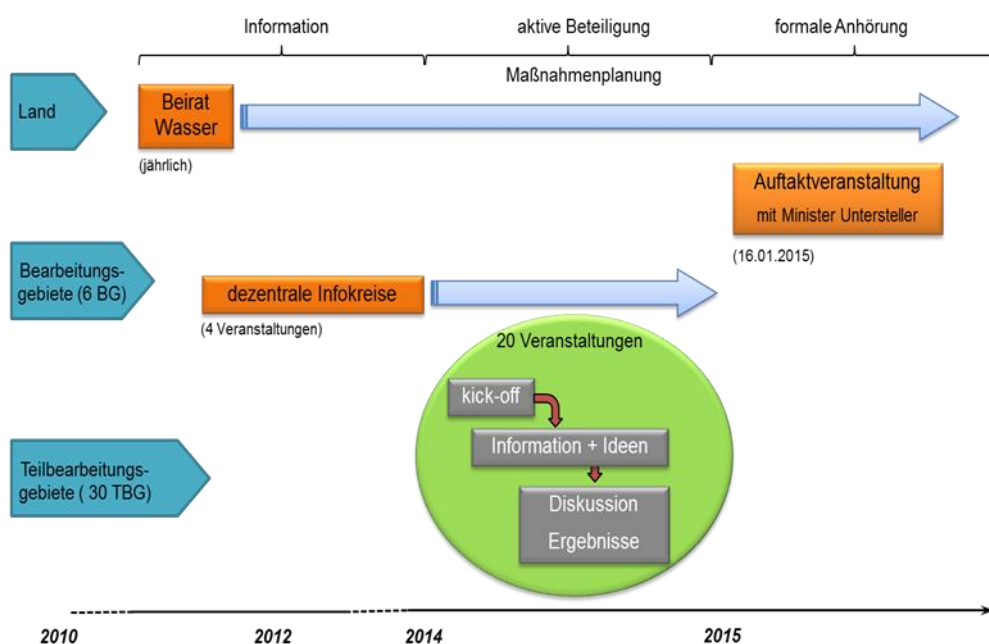 Information
aktive Beteiligung
formale Anhörung
Maßnahmenplanung
Land
Beirat
Wasser
(jährlich)
Auftaktveranstaltung
mit Minister Untersteller
(16.01.2015)
Bearbeitungs-
gebiete (6 BG)
dezentrale Infokreise
(4 Veranstaltungen)
20 Veranstaltungen
kick-off
Information + Ideen
Diskussion
Ergebnisse
Teilbearbeitungs-
gebiete ( 30 TBG)
2010
2012
2014
2015